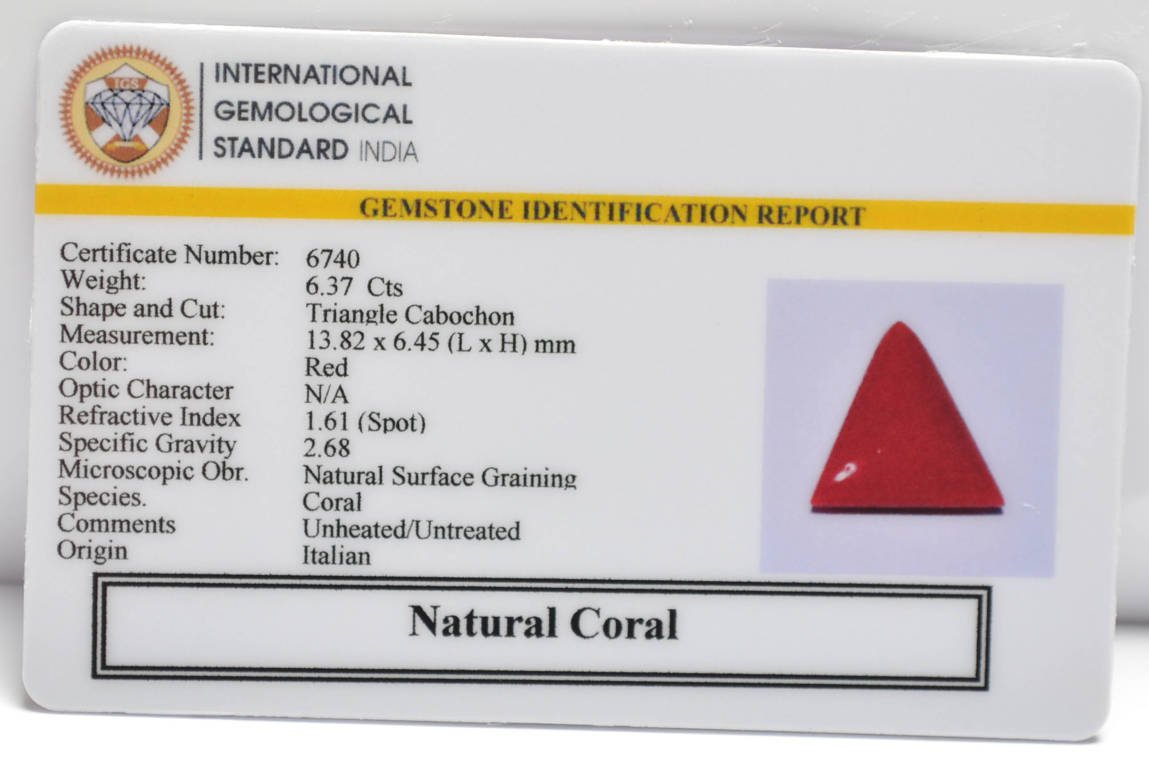 IGS
INTERNATIONAL
GEMOLOGICAL
STANDARD INDIA
GEMSTONE IDENTIFICATION REPORT
Certificate Number: 6740
Weight: 6.37 Cts
Shape and Cut: Triangle Cabochon
Measurement: 13.82 x 6.45 (L x H) mm
Color: Red
Optic Character N/A
Refractive Index 1.61 (Spot)
Specific Gravity 2.68
Microscopic Obr. Natural Surface Graining
Species. Coral
Comments Unheated/Untreated
Origin Italian
Natural Coral